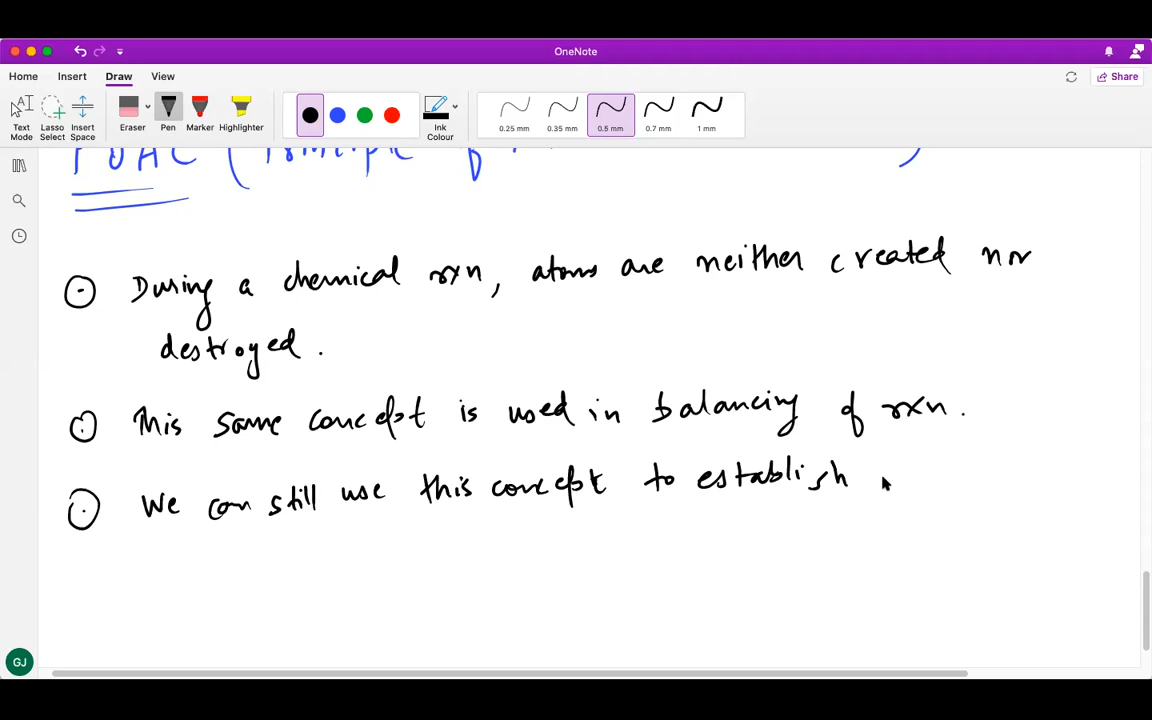 OneNote
Home Insert Draw View
Share
Text Mode
Lasso Select
Insert Space
Eraser
Pen
Marker
Highlighter
Ink Colour
0.25 mm
0.35 mm
0.5 mm
0.7 mm
1 mm
POAC (Principle of
During a chemical rxn, atoms are neither created nor
destroyed.
This same concept is used in balancing of rxn.
We can still use this concept to establish
GJ